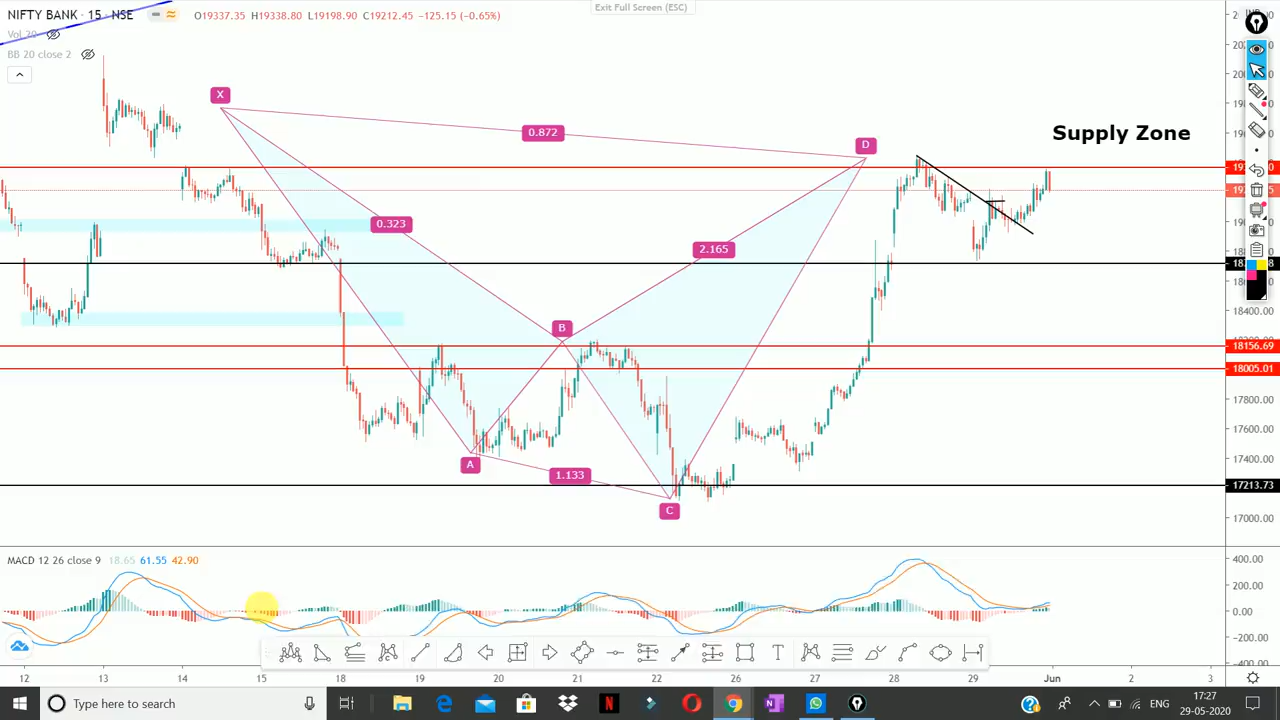 Exit Full Screen (ESC)
NIFTY BANK · 15 · NSE
O19337.35 H19338.80 L19198.90 C19212.45 −125.15 (−0.65%)
Vol 20
BB 20 close 2
X
0.872
D
Supply Zone
0.323
2.165
B
A
1.133
C
18400.00
18156.69
18005.01
17800.00
17600.00
17400.00
17213.73
17000.00
MACD 12 26 close 9 18.65 61.55 42.90
400.00
200.00
0.00
−200.00
12 13 14 15 18 19 20 21 22 26 27 28 29 Jun 2 3
Type here to search
ENG
17:27
29-05-2020